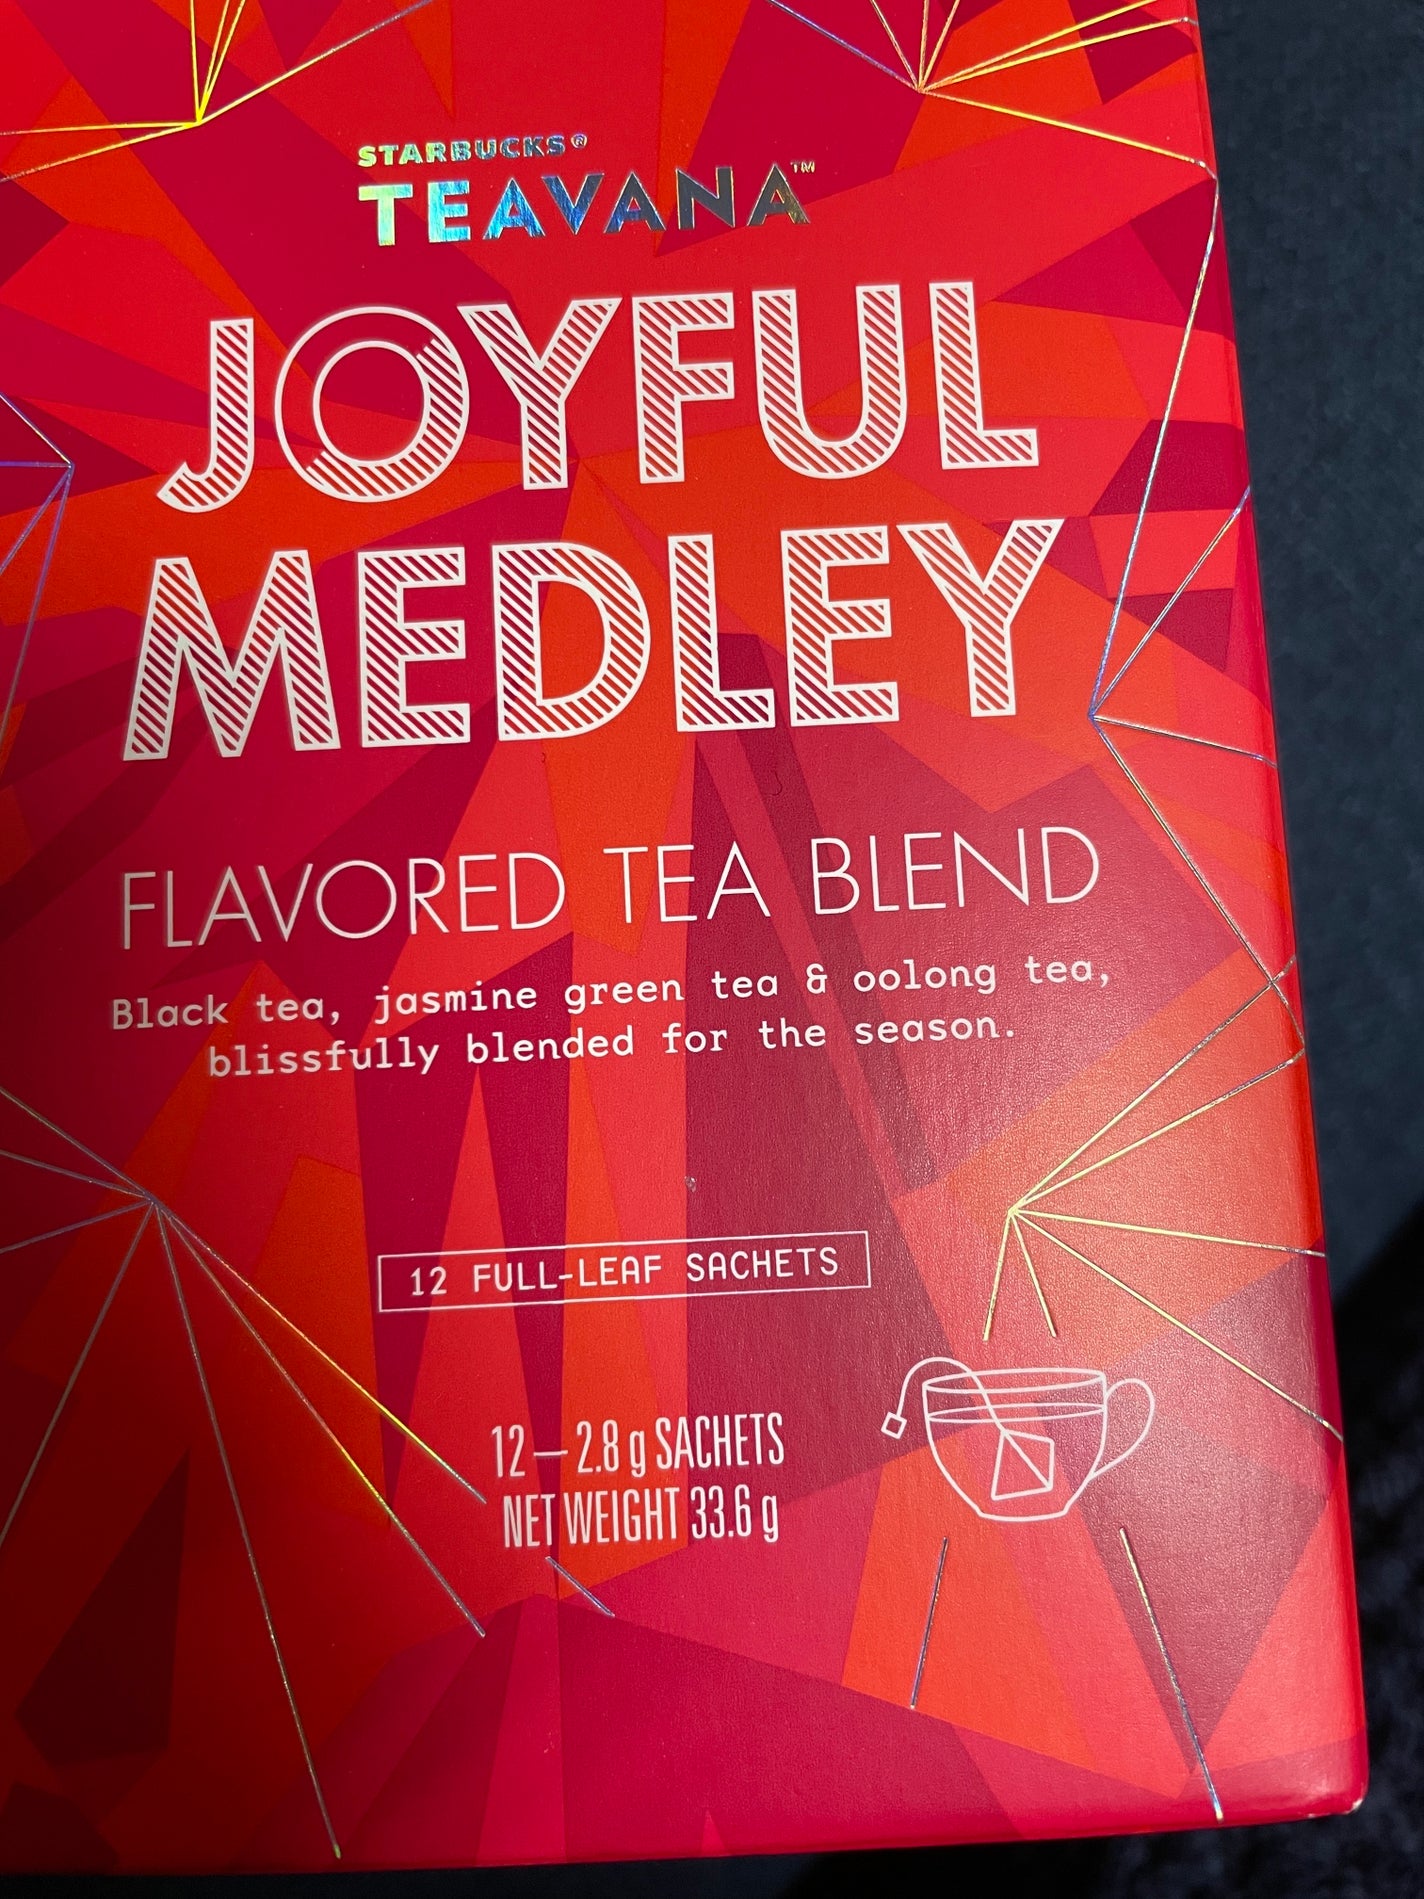 STARBUCKS®
TEAVANA™
JOYFUL
MEDLEY
FLAVORED TEA BLEND
Black tea, jasmine green tea & oolong tea,
blissfully blended for the season.
12 FULL-LEAF SACHETS
12—2.8 g SACHETS
NET WEIGHT 33.6 g